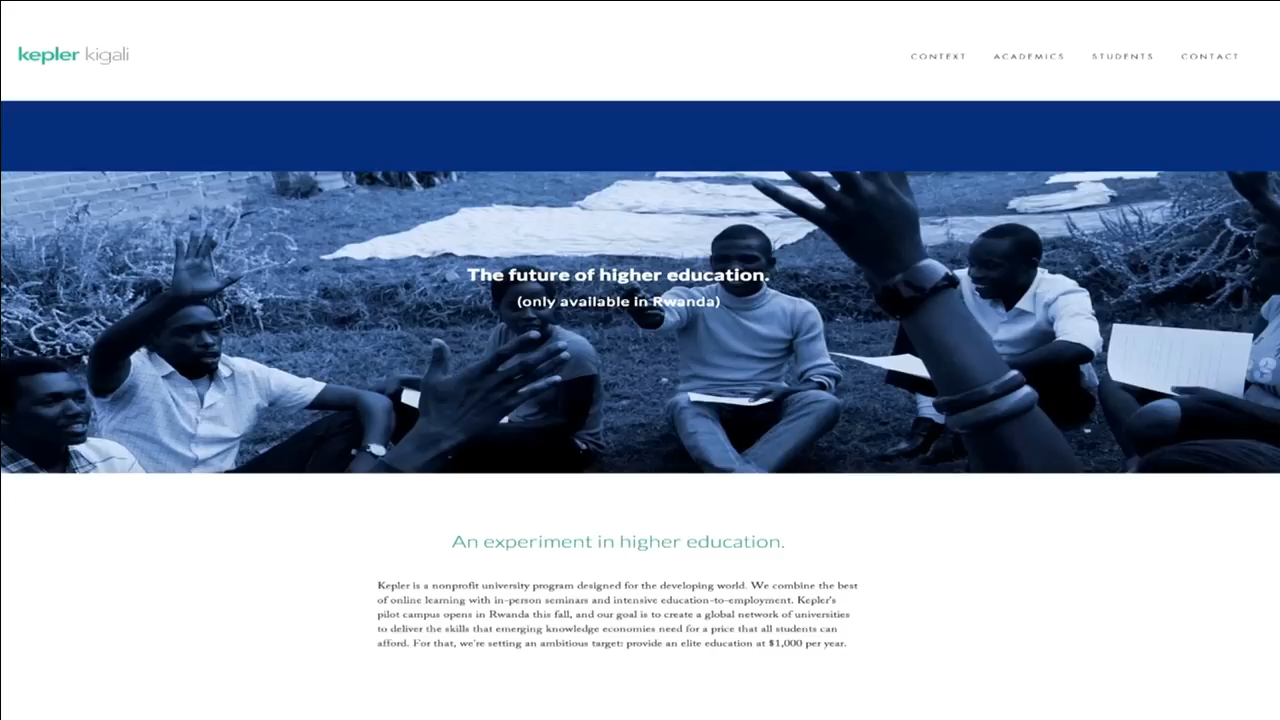 kepler kigali
CONTEXT ACADEMICS STUDENTS CONTACT
The future of higher education.
(only available in Rwanda)
An experiment in higher education.
Kepler is a nonprofit university program designed for the developing world. We combine the best
of online learning with in-person seminars and intensive education-to-employment. Kepler's
pilot campus opens in Rwanda this fall, and our goal is to create a global network of universities
to deliver the skills that emerging knowledge economies need for a price that all students can
afford. For that, we're setting an ambitious target: provide an elite education at $1,000 per year.